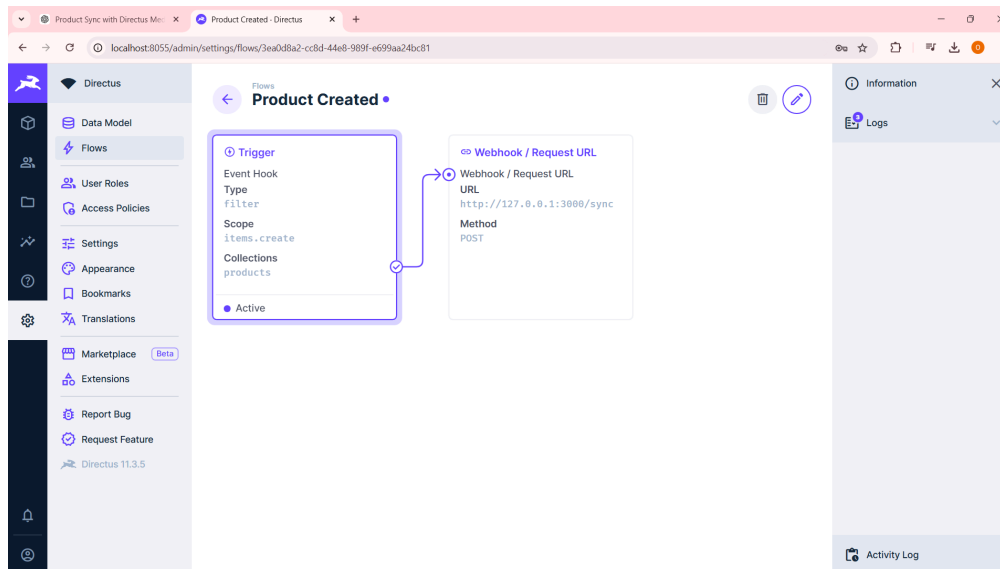 Product Sync with Directus Med
Product Created · Directus
localhost:8055/admin/settings/flows/3ea0d8a2-cc8d-44e8-989f-e699aa24bc81
O
Directus
Data Model
Flows
User Roles
Access Policies
Settings
Appearance
Bookmarks
Translations
Marketplace
Beta
Extensions
Report Bug
Request Feature
Directus 11.3.5
Flows
Product Created
Trigger
Event Hook
Type
filter
Scope
items.create
Collections
products
Active
Webhook / Request URL
Webhook / Request URL
URL
http://127.0.0.1:3000/sync
Method
POST
Information
3
Logs
Activity Log